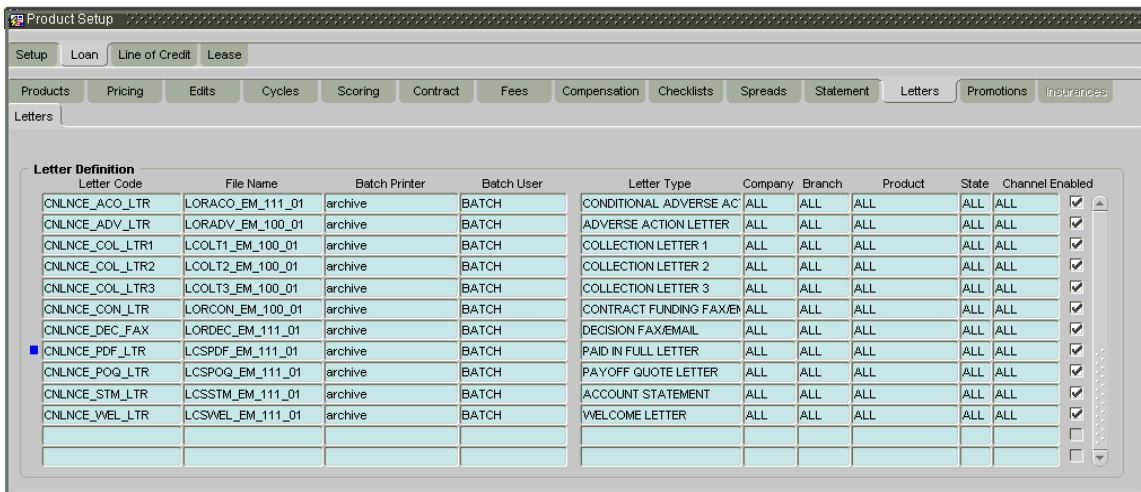 Product Setup
Setup Loan Line of Credit Lease
Products Pricing Edits Cycles Scoring Contract Fees Compensation Checklists Spreads Statement Letters Promotions Insurances
Letters
Letter Definition
Letter Code File Name Batch Printer Batch User Letter Type Company Branch Product State Channel Enabled
CNLNCE_ACO_LTR LORACO_EM_111_01 archive BATCH CONDITIONAL ADVERSE AC ALL ALL ALL ALL ALL
CNLNCE_ADV_LTR LORADV_EM_100_01 archive BATCH ADVERSE ACTION LETTER ALL ALL ALL ALL ALL
CNLNCE_COL_LTR1 LCOLT1_EM_100_01 archive BATCH COLLECTION LETTER 1 ALL ALL ALL ALL ALL
CNLNCE_COL_LTR2 LCOLT2_EM_100_01 archive BATCH COLLECTION LETTER 2 ALL ALL ALL ALL ALL
CNLNCE_COL_LTR3 LCOLT3_EM_100_01 archive BATCH COLLECTION LETTER 3 ALL ALL ALL ALL ALL
CNLNCE_CON_LTR LORCON_EM_100_01 archive BATCH CONTRACT FUNDING FAX/EM ALL ALL ALL ALL ALL
CNLNCE_DEC_FAX LORDEC_EM_111_01 archive BATCH DECISION FAX/EMAIL ALL ALL ALL ALL ALL
CNLNCE_PDF_LTR LCSPDF_EM_111_01 archive BATCH PAID IN FULL LETTER ALL ALL ALL ALL ALL
CNLNCE_POQ_LTR LCSPOQ_EM_111_01 archive BATCH PAYOFF QUOTE LETTER ALL ALL ALL ALL ALL
CNLNCE_STM_LTR LCSSTM_EM_111_01 archive BATCH ACCOUNT STATEMENT ALL ALL ALL ALL ALL
CNLNCE_WEL_LTR LCSWEL_EM_111_01 archive BATCH WELCOME LETTER ALL ALL ALL ALL ALL